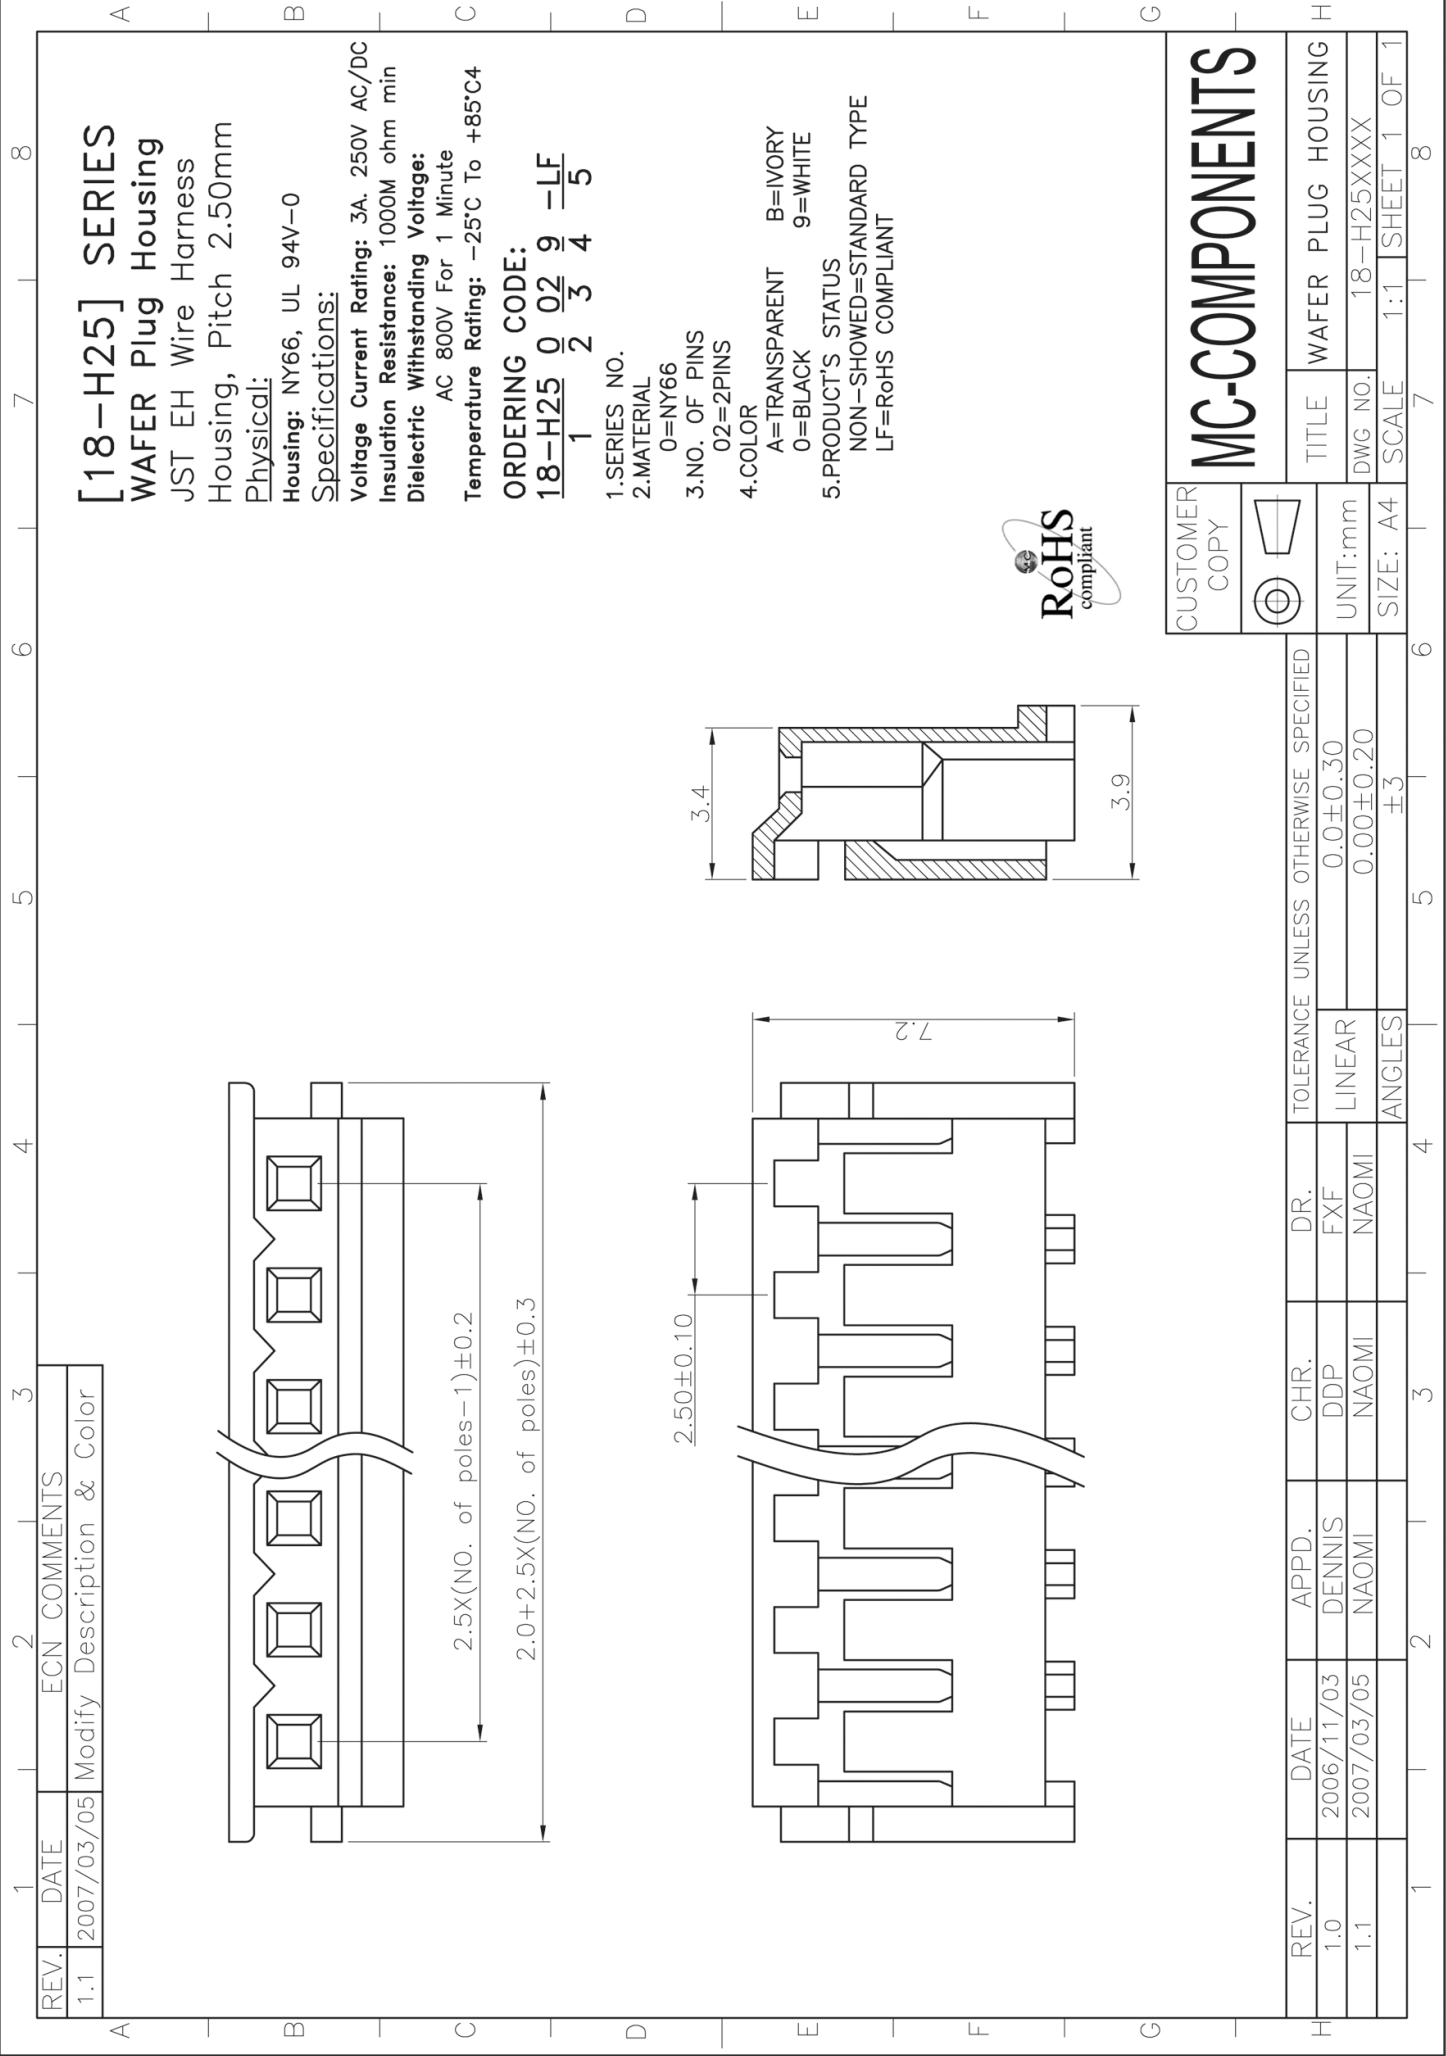 1 2 3 4 5 6 7 8
A
B
C
D
E
F
G
H
REV. DATE ECN COMMENTS
1.1 2007/03/05 Modify Description & Color
2.5X(NO. of poles-1)±0.2
2.0+2.5X(NO. of poles)±0.3
2.50±0.10
7.2
3.4
3.9
[18-H25] SERIES
WAFER Plug Housing
JST EH Wire Harness
Housing, Pitch 2.50mm
Physical:
Housing: NY66, UL 94V-0
Specifications:
Voltage Current Rating: 3A. 250V AC/DC
Insulation Resistance: 1000M ohm min
Dielectric Withstanding Voltage:
AC 800V For 1 Minute
Temperature Rating: -25°C To +85°C4
ORDERING CODE:
18-H25 0 02 9 -LF
1 2 3 4 5
1.SERIES NO.
2.MATERIAL
0=NY66
3.NO. OF PINS
02=2PINS
4.COLOR
A=TRANSPARENT B=IVORY
0=BLACK 9=WHITE
5.PRODUCT'S STATUS
NON-SHOWED=STANDARD TYPE
LF=RoHS COMPLIANT
RoHS
compliant
REV. DATE APPD. CHR. DR.
1.0 2006/11/03 DENNIS DDP FXF
1.1 2007/03/05 NAOMI NAOMI NAOMI
TOLERANCE UNLESS OTHERWISE SPECIFIED
LINEAR 0.0±0.30
0.00±0.20
ANGLES ±3
CUSTOMER
COPY
UNIT:mm
SIZE: A4
MC-COMPONENTS
TITLE WAFER PLUG HOUSING
DWG NO. 18-H25XXXX
SCALE 1:1 SHEET 1 OF 1
A
B
C
D
E
F
G
H
1 2 3 4 5 6 7 8